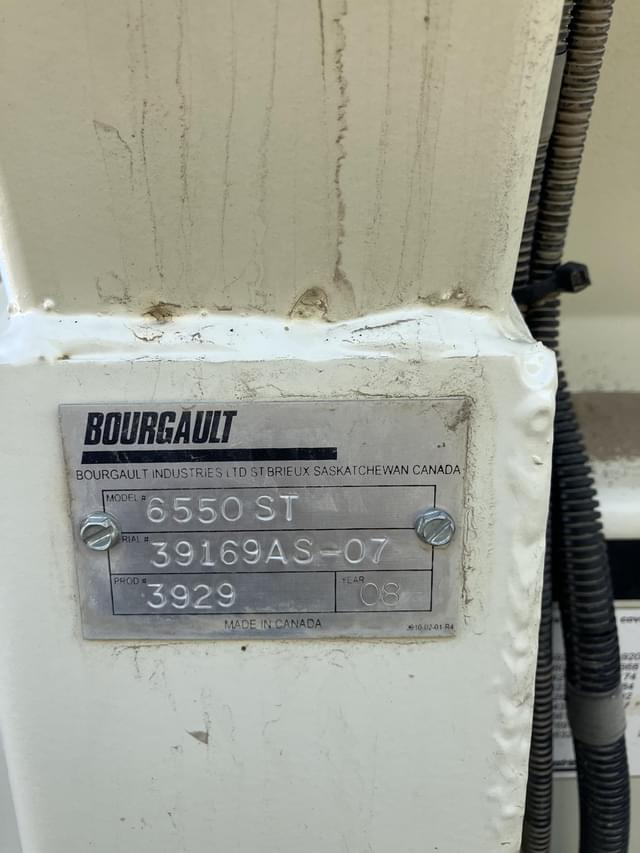 BOURGAULT
BOURGAULT INDUSTRIES LTD ST BRIEUX SASKATCHEWAN CANADA
MODEL # 6550 ST
RIAL # 39169AS-07
PROD # 3929 YEAR 08
MADE IN CANADA